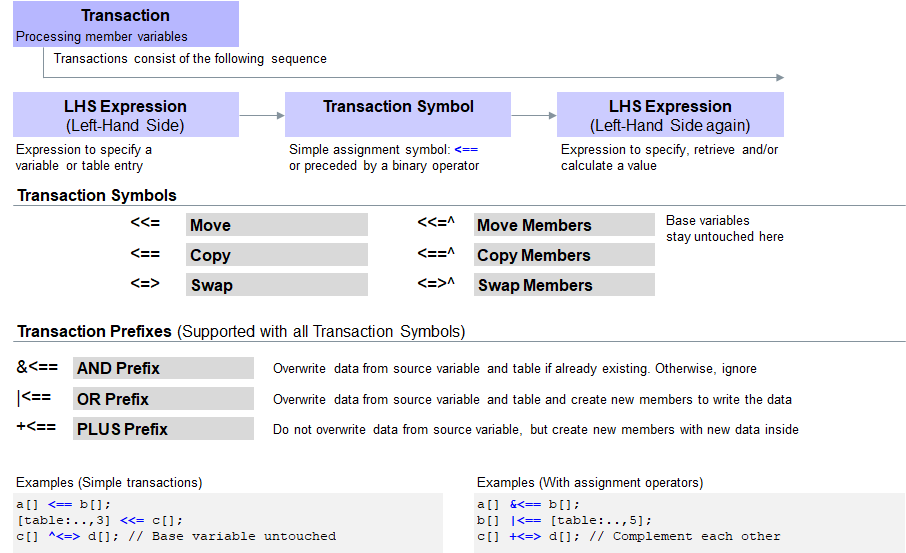 Transaction
Processing member variables
Transactions consist of the following sequence
LHS Expression
(Left-Hand Side)
Transaction Symbol
LHS Expression
(Left-Hand Side again)
Expression to specify a
variable or table entry
Simple assignment symbol: <==
or preceded by a binary operator
Expression to specify, retrieve and/or
calculate a value
Transaction Symbols
<<= Move
<<=^ Move Members
Base variables
stay untouched here
<== Copy
<==^ Copy Members
<=> Swap
<=>^ Swap Members
Transaction Prefixes (Supported with all Transaction Symbols)
&<== AND Prefix Overwrite data from source variable and table if already existing. Otherwise, ignore
|<== OR Prefix Overwrite data from source variable and table and create new members to write the data
+<== PLUS Prefix Do not overwrite data from source variable, but create new members with new data inside
Examples (Simple transactions)
a[] <== b[];
[table:..,3] <<= c[];
c[] ^<=> d[]; // Base variable untouched
Examples (With assignment operators)
a[] &<== b[];
b[] |<== [table:..,5];
c[] +<=> d[]; // Complement each other